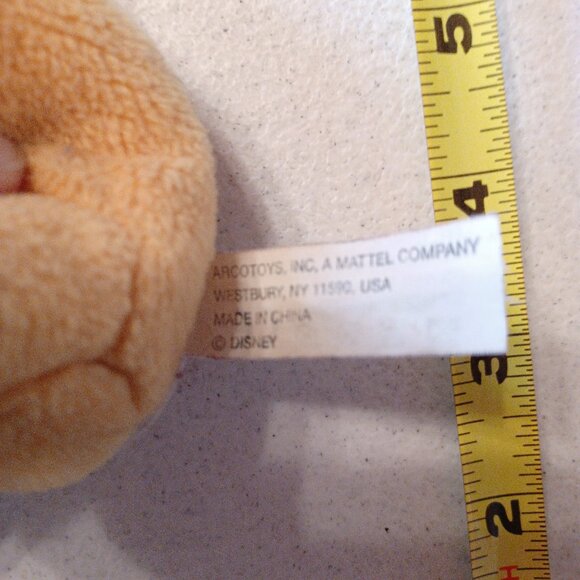 ARCOTOYS, INC, A MATTEL COMPANY
WESTBURY, NY 11590, USA
MADE IN CHINA
© DISNEY
5
4
3
2